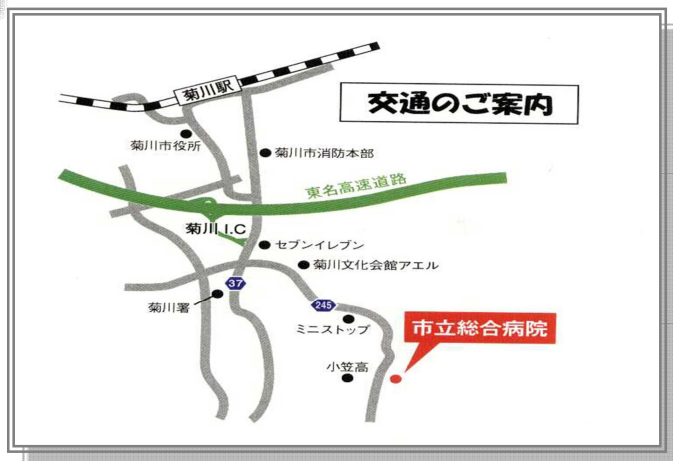 菊川駅
交通のご案内
菊川市役所
菊川市消防本部
東名高速道路
菊川 I.C
セブンイレブン
菊川文化会館アエル
37
菊川署
245
ミニストップ
市立総合病院
小笠高